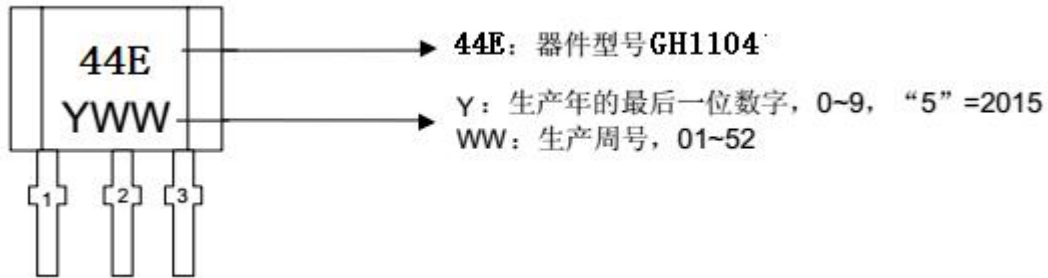 44E
44E：器件型号GH1104
YWW
Y：生产年的最后一位数字，0~9，“5”=2015
WW：生产周号，01~52
1 2 3